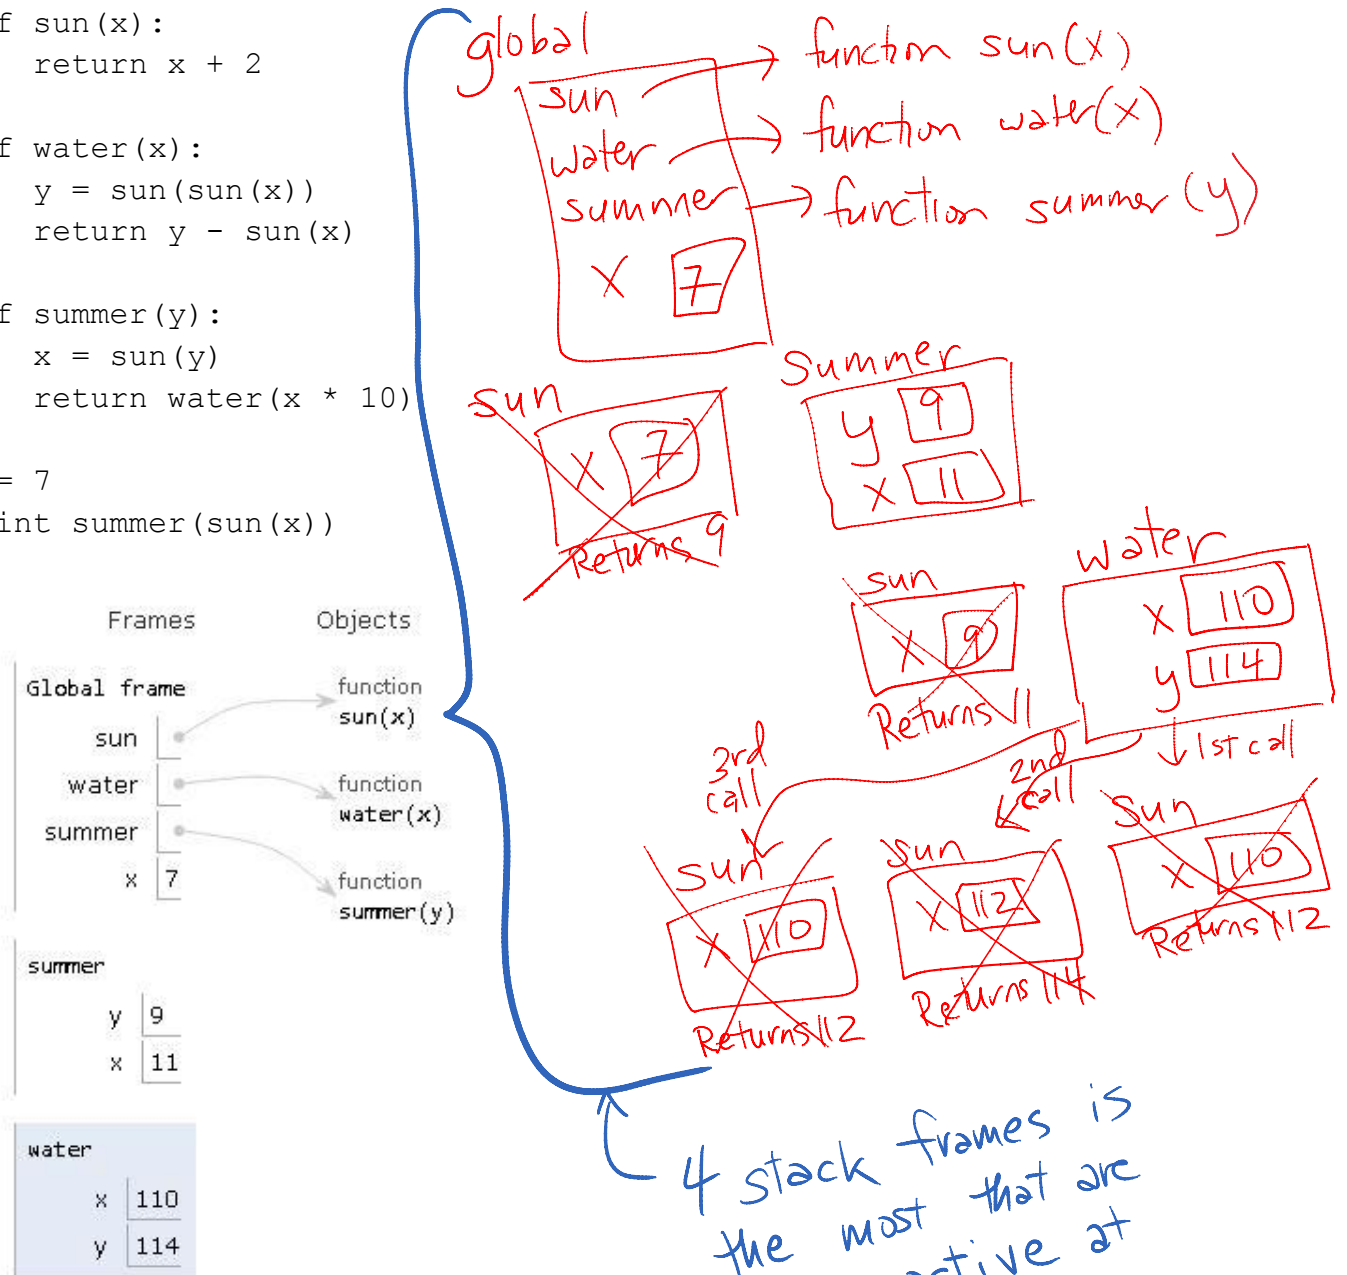 f sun(x):
return x + 2
f water(x):
y = sun(sun(x))
return y - sun(x)
f summer(y):
x = sun(y)
return water(x * 10)
= 7
int summer(sun(x))
Frames Objects
Global frame
sun
water
summer
x 7
function
sun(x)
function
water(x)
function
summer(y)
summer
y 9
x 11
water
x 110
y 114
global
sun
water
summer
x 7
function sun(x)
function water(x)
function summer(y)
sun
x 7
Returns 9
Summer
y 9
x 11
sun
x 9
Returns 11
water
x 110
y 114
3rd
call
2nd
call
1st call
sun
x 110
Returns 112
sun
x 112
Returns 114
Sun
x 110
Returns 112
4 stack frames is
the most that are
at